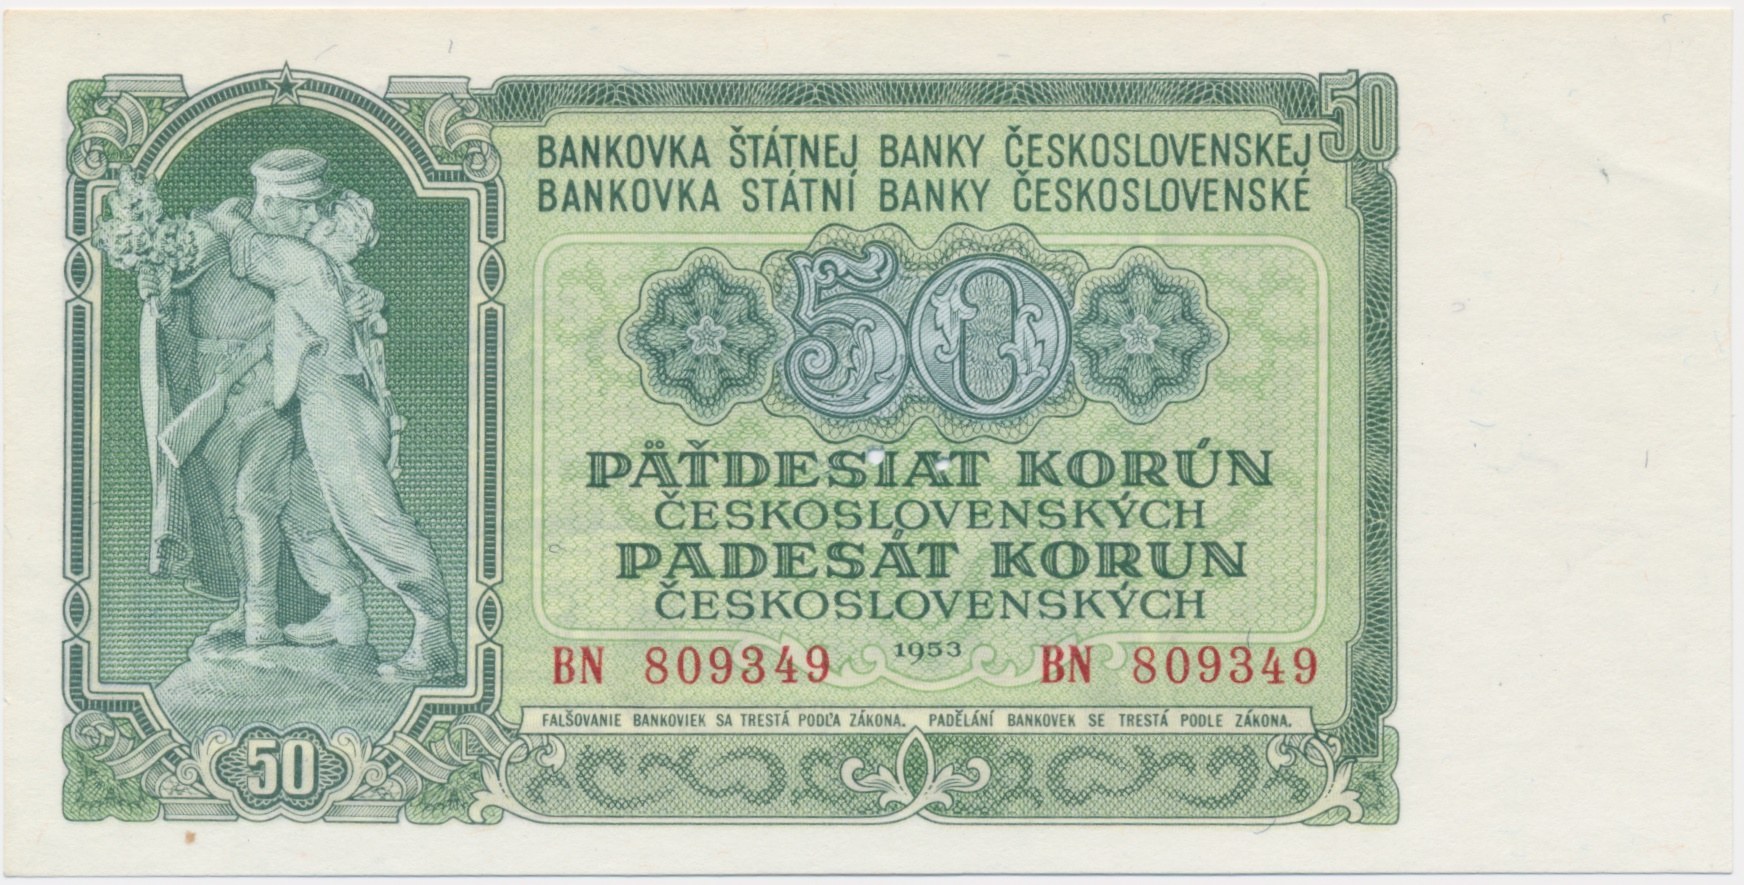 50
BANKOVKA ŠTÁTNEJ BANKY ČESKOSLOVENSKEJ
BANKOVKA STÁTNÍ BANKY ČESKOSLOVENSKÉ
50
PÄŤDESIAT KORÚN
ČESKOSLOVENSKÝCH
PADESÁT KORUN
ČESKOSLOVENSKÝCH
1953
BN 809349 BN 809349
FALŠOVANIE BANKOVIEK SA TRESTÁ PODĽA ZÁKONA. PADĚLÁNÍ BANKOVEK SE TRESTÁ PODLE ZÁKONA.
50